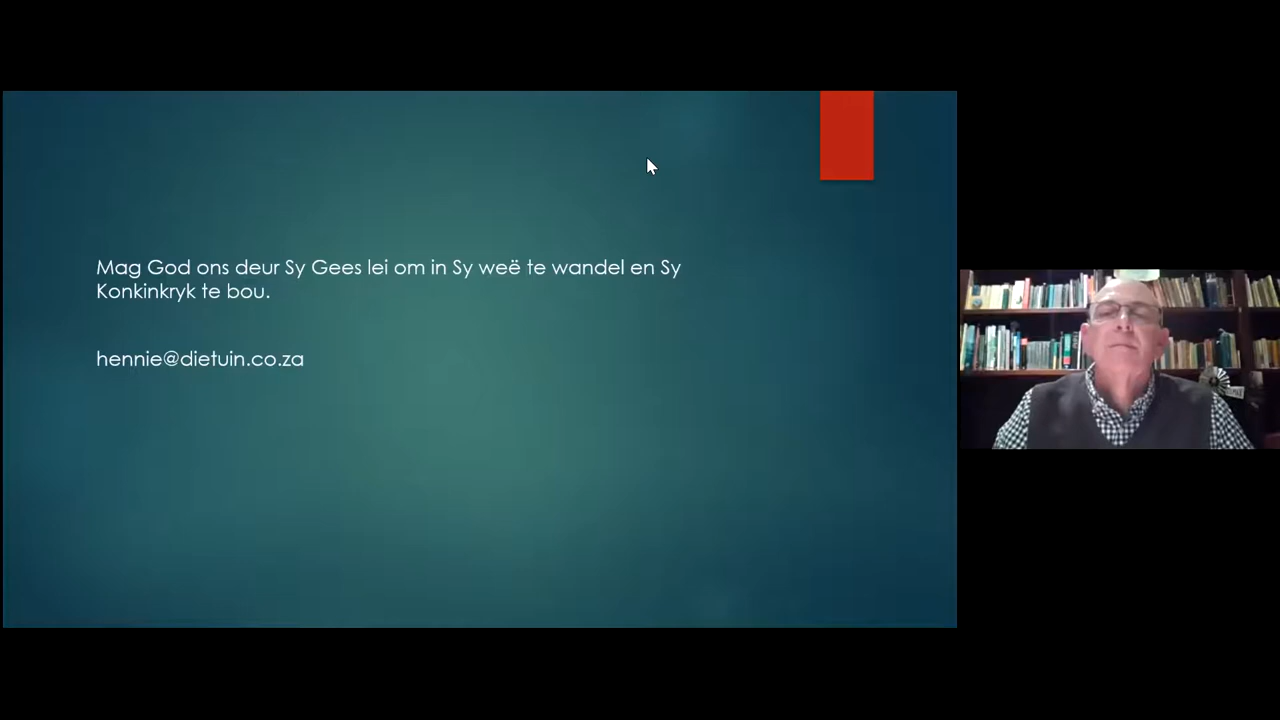 Mag God ons deur Sy Gees lei om in Sy weë te wandel en Sy
Konkinkryk te bou.
hennie@dietuin.co.za